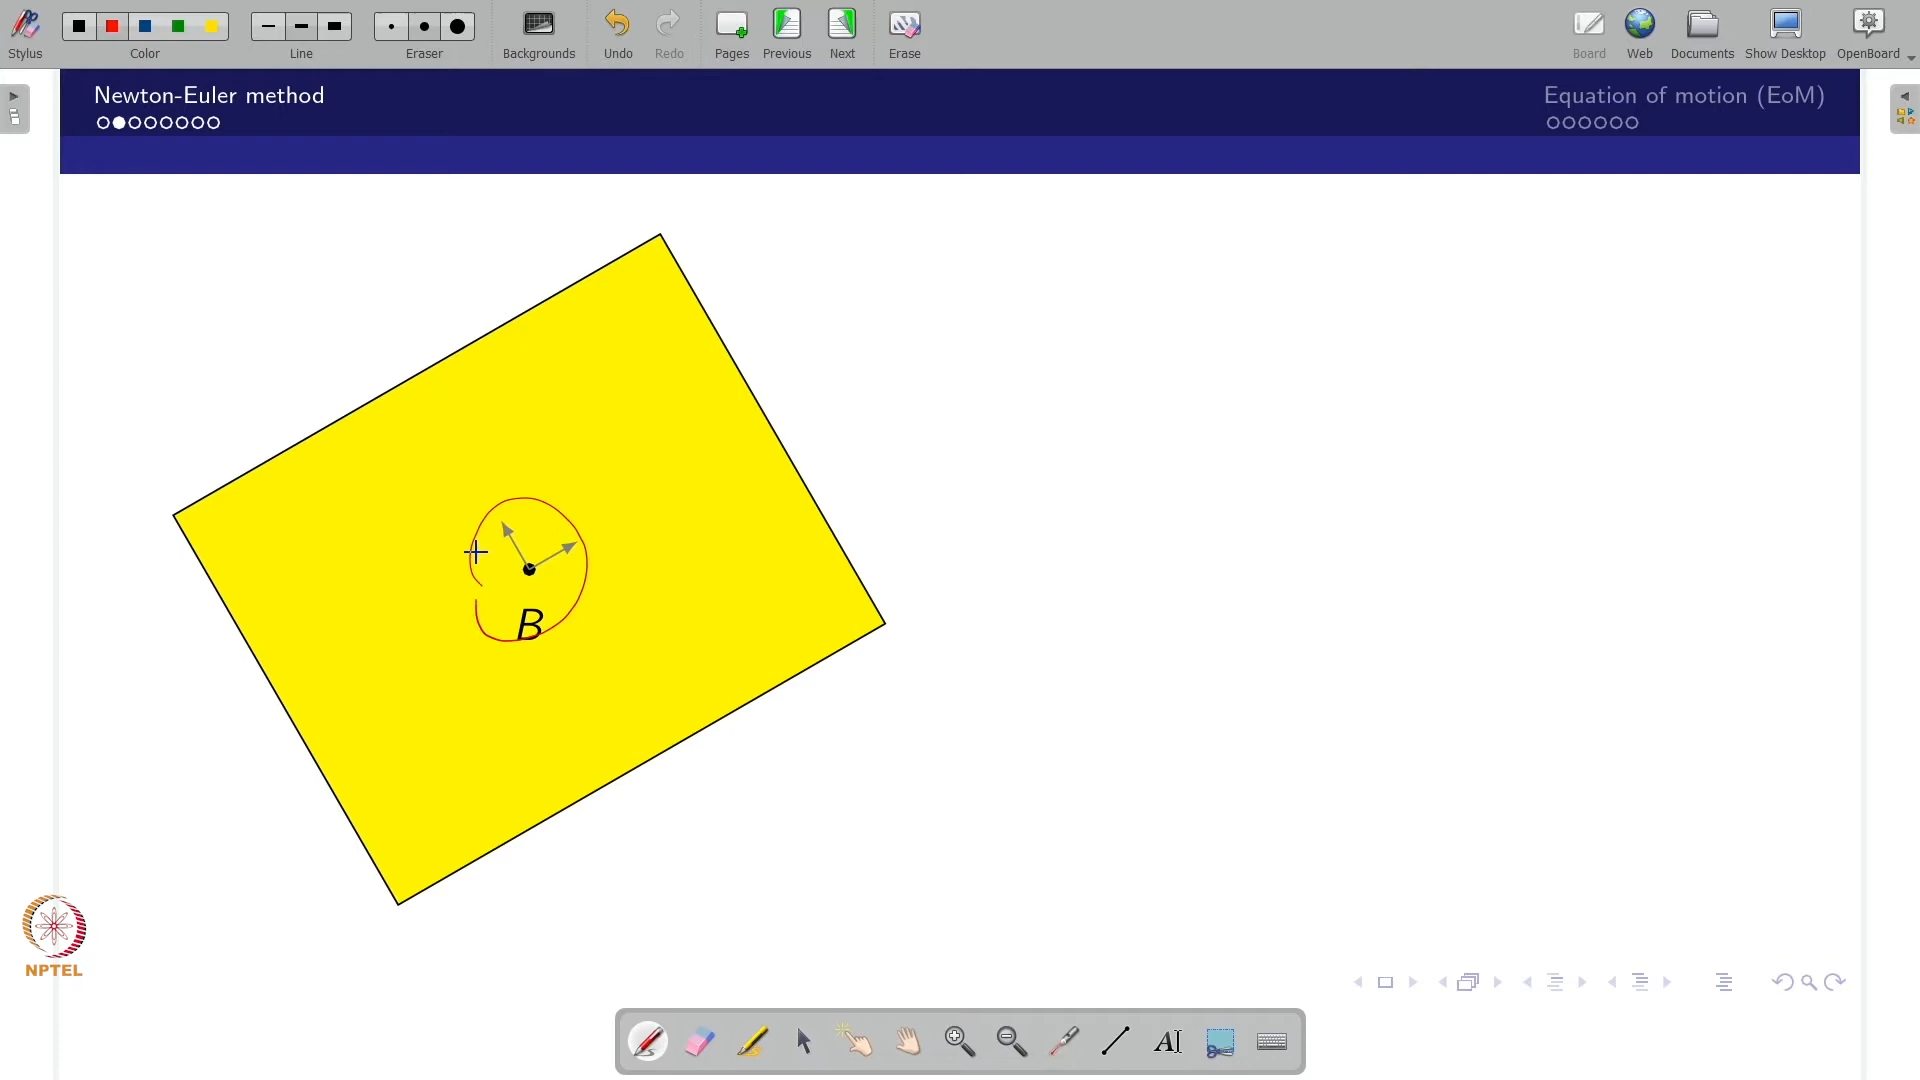 Stylus Color Line Eraser Backgrounds Undo Redo Pages Previous Next Erase Board Web Documents Show Desktop OpenBoard
Newton-Euler method Equation of motion (EoM)
B
NPTEL
A